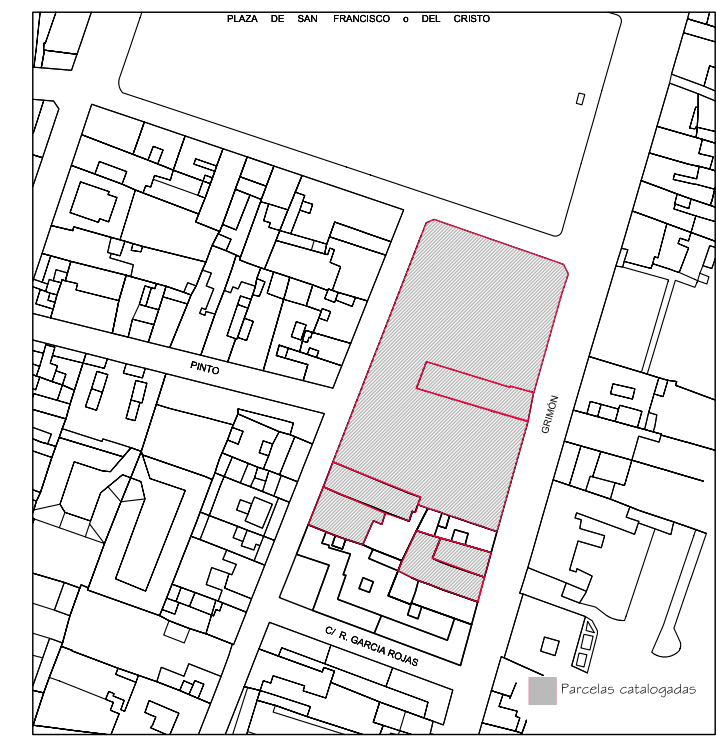 PLAZA DE SAN FRANCISCO o DEL CRISTO
PINTO
GRIMÓN
C/ R. GARCIA ROJAS
Parcelas catalogadas